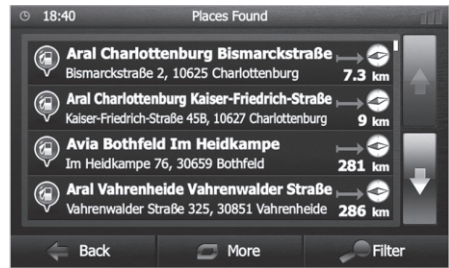 18:40 Places Found
Aral Charlottenburg Bismarckstraße
Bismarckstraße 2, 10625 Charlottenburg 7.3 km
Aral Charlottenburg Kaiser-Friedrich-Straße
Kaiser-Friedrich-Straße 45B, 10627 Charlottenburg 9 km
Avia Bothfeld Im Heidkampe
Im Heidkampe 76, 30659 Bothfeld 281 km
Aral Vahrenheide Vahrenwalder Straße
Vahrenwalder Straße 325, 30851 Vahrenheide 286 km
Back More Filter